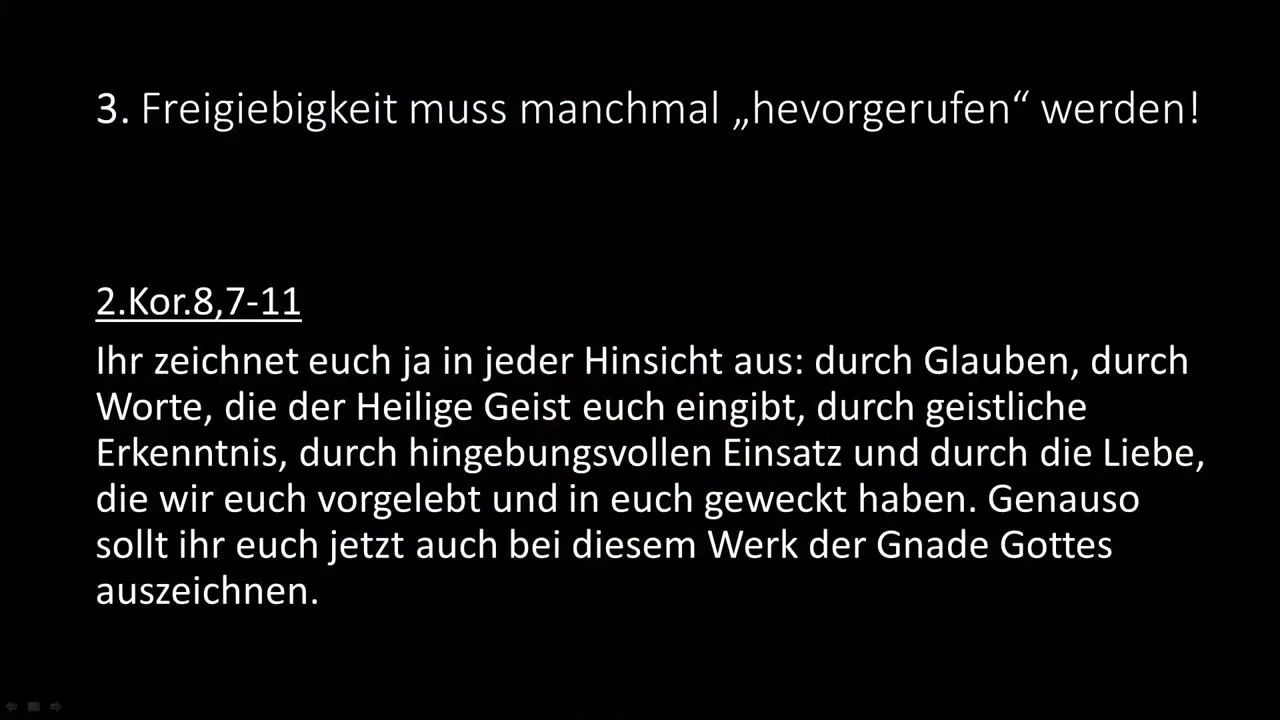 3. Freigiebigkeit muss manchmal „hevorgerufen“ werden!
2.Kor.8,7-11
Ihr zeichnet euch ja in jeder Hinsicht aus: durch Glauben, durch
Worte, die der Heilige Geist euch eingibt, durch geistliche
Erkenntnis, durch hingebungsvollen Einsatz und durch die Liebe,
die wir euch vorgelebt und in euch geweckt haben. Genauso
sollt ihr euch jetzt auch bei diesem Werk der Gnade Gottes
auszeichnen.